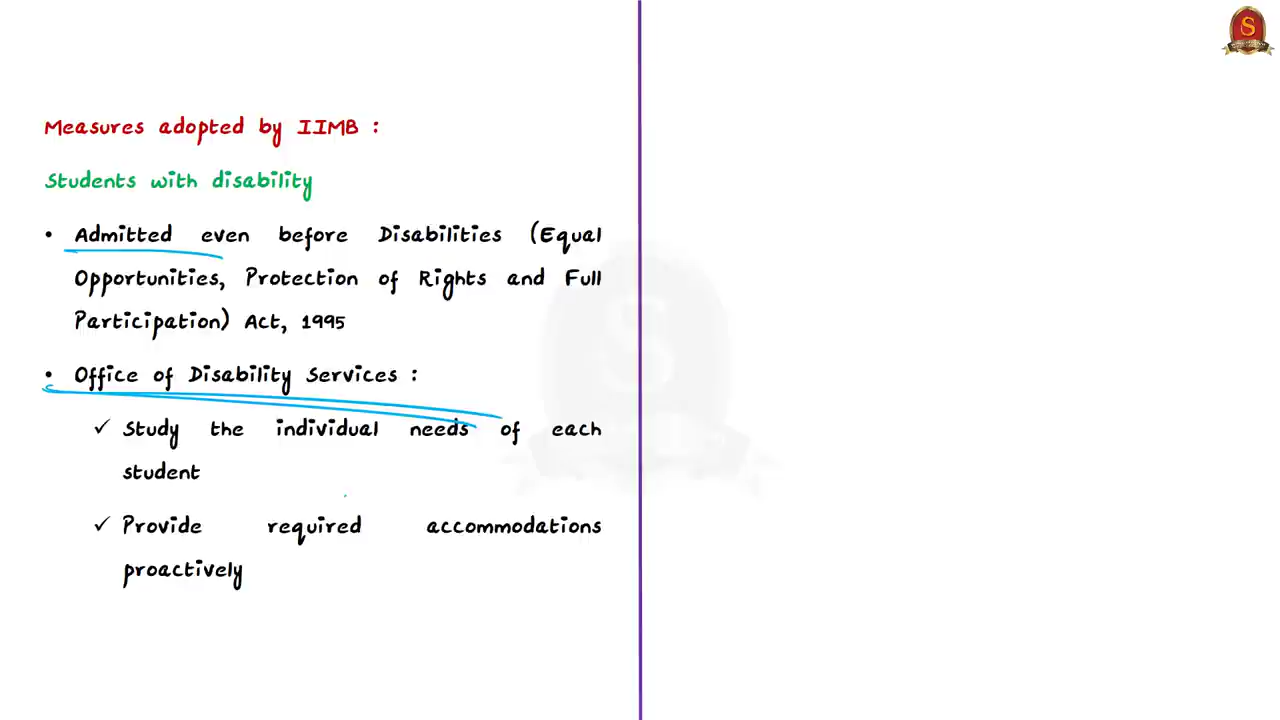 Measures adopted by IIMB :
Students with disability
• Admitted even before Disabilities (Equal
Opportunities, Protection of Rights and Full
Participation) Act, 1995
• Office of Disability Services :
✓ Study the individual needs of each
student
✓ Provide required accommodations
proactively
S